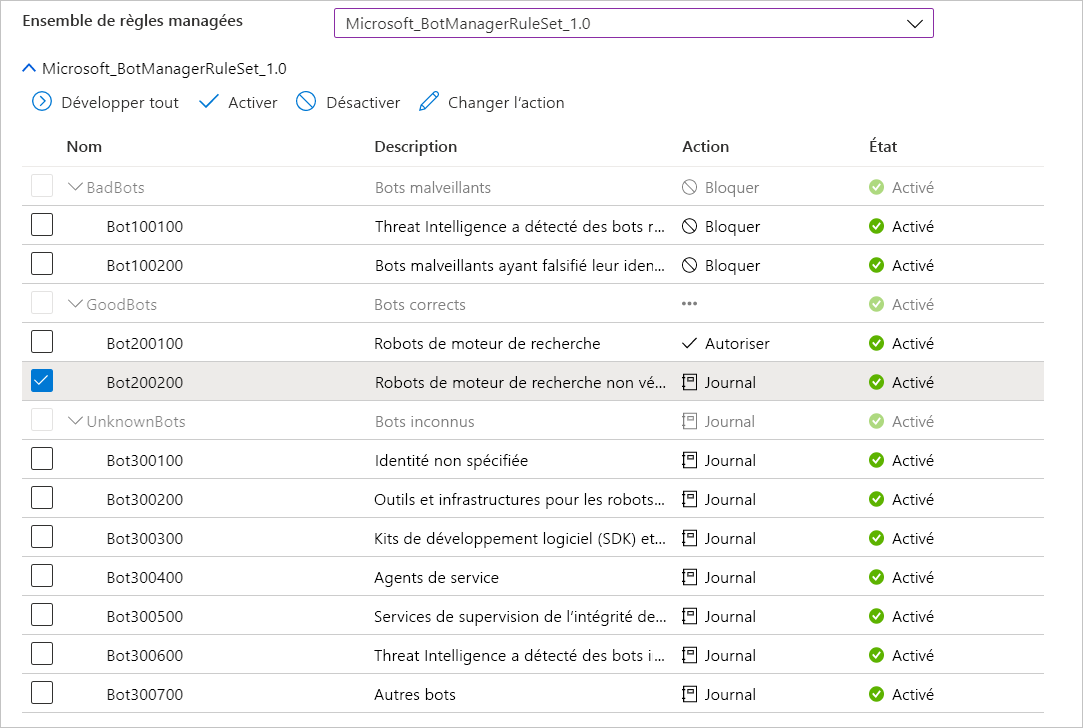 Ensemble de règles managées Microsoft_BotManagerRuleSet_1.0
Microsoft_BotManagerRuleSet_1.0
Développer tout Activer Désactiver Changer l'action
Nom Description Action État
BadBots Bots malveillants Bloquer Activé
Bot100100 Threat Intelligence a détecté des bots r... Bloquer Activé
Bot100200 Bots malveillants ayant falsifié leur iden... Bloquer Activé
GoodBots Bots corrects ••• Activé
Bot200100 Robots de moteur de recherche Autoriser Activé
Bot200200 Robots de moteur de recherche non vé... Journal Activé
UnknownBots Bots inconnus Journal Activé
Bot300100 Identité non spécifiée Journal Activé
Bot300200 Outils et infrastructures pour les robots... Journal Activé
Bot300300 Kits de développement logiciel (SDK) et... Journal Activé
Bot300400 Agents de service Journal Activé
Bot300500 Services de supervision de l'intégrité de... Journal Activé
Bot300600 Threat Intelligence a détecté des bots i... Journal Activé
Bot300700 Autres bots Journal Activé